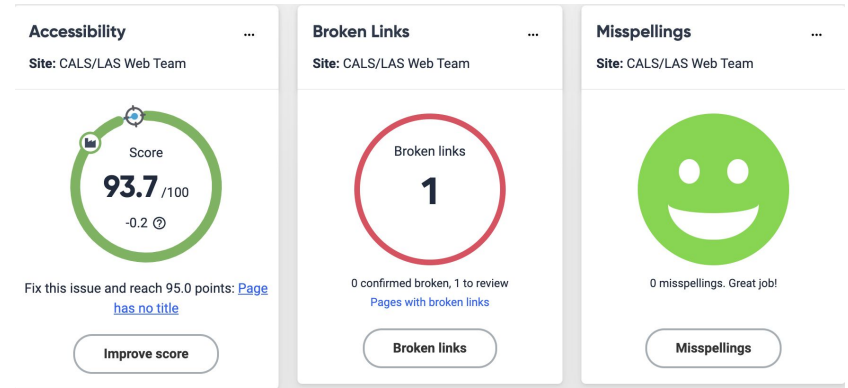 Accessibility
...
Site: CALS/LAS Web Team
Score
93.7 /100
-0.2 ?
Fix this issue and reach 95.0 points: Page
has no title
Improve score
Broken Links
...
Site: CALS/LAS Web Team
Broken links
1
0 confirmed broken, 1 to review
Pages with broken links
Broken links
Misspellings
...
Site: CALS/LAS Web Team
0 misspellings. Great job!
Misspellings